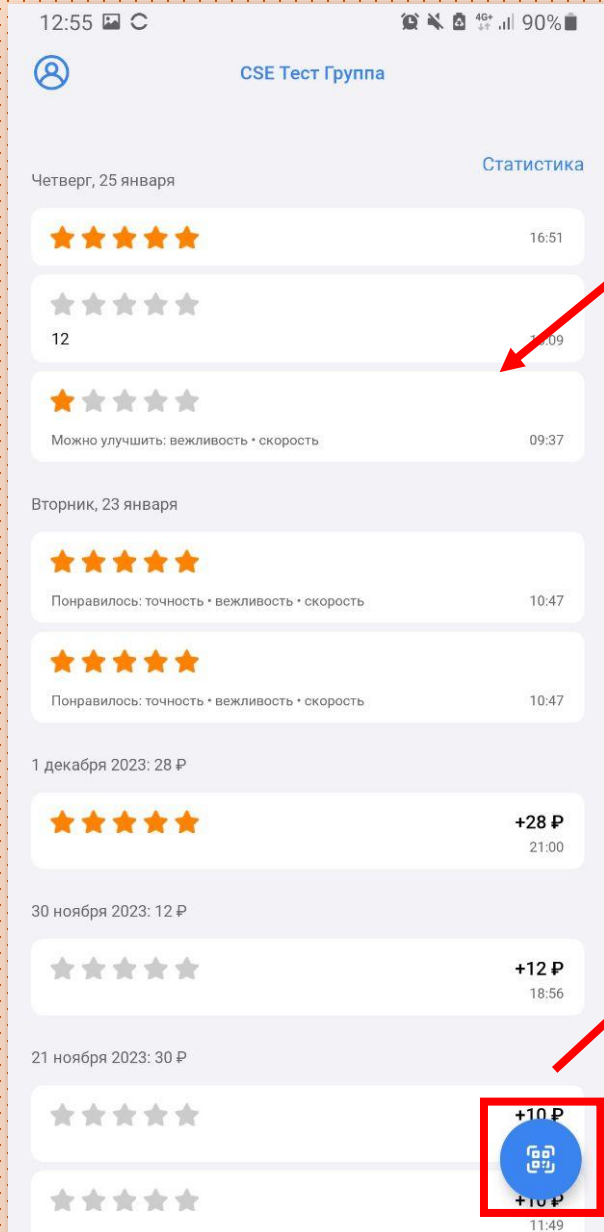 12:55 4G+ 90%
CSE Тест Группа
Статистика
Четверг, 25 января
16:51
12
Можно улучшить: вежливость • скорость 09:37
Вторник, 23 января
Понравилось: точность • вежливость • скорость 10:47
Понравилось: точность • вежливость • скорость 10:47
1 декабря 2023: 28 ₽
+28 ₽
21:00
30 ноября 2023: 12 ₽
+12 ₽
18:56
21 ноября 2023: 30 ₽
+10 ₽
+10 ₽
11:49